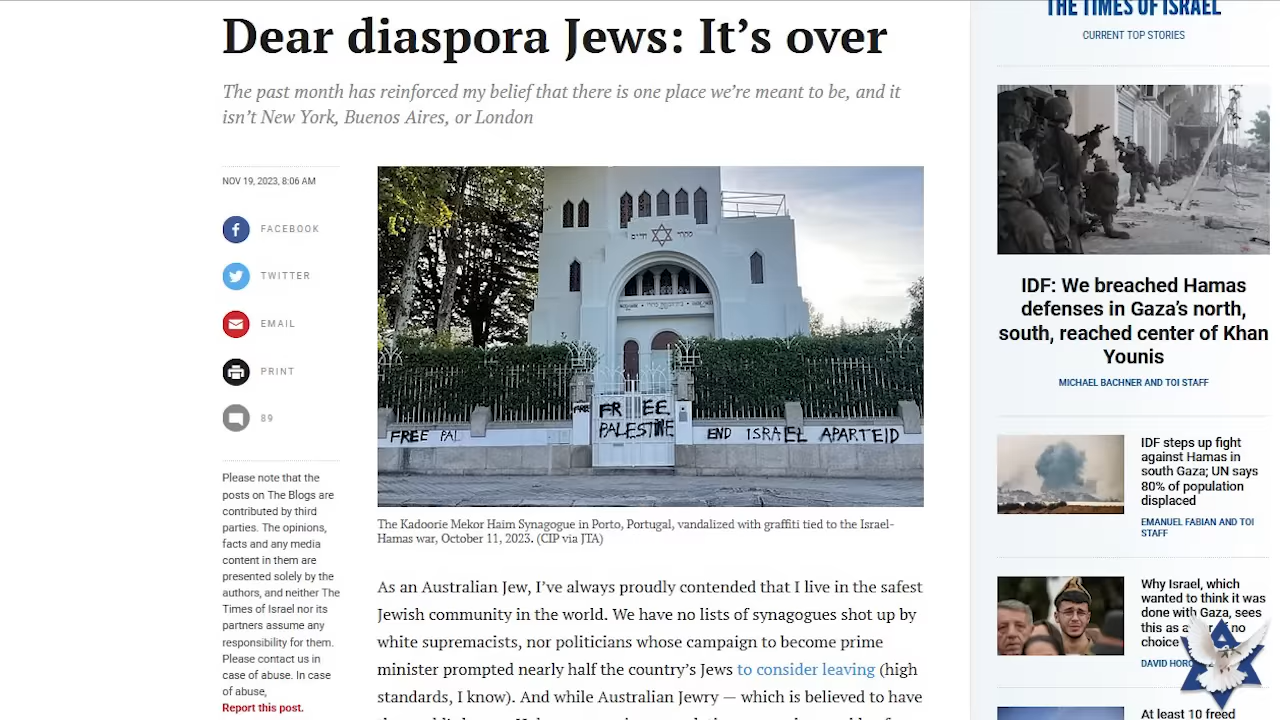 Dear diaspora Jews: It's over
The past month has reinforced my belief that there is one place we're meant to be, and it
isn't New York, Buenos Aires, or London
NOV 19, 2023, 8:06 AM
FACEBOOK
TWITTER
EMAIL
PRINT
89
Please note that the
posts on The Blogs are
contributed by third
parties. The opinions,
facts and any media
content in them are
presented solely by the
authors, and neither The
Times of Israel nor its
partners assume any
responsibility for them.
Please contact us in
case of abuse. In case
of abuse,
Report this post.
מקור חיים
FREE PAL
FREE
FREE
PALESTINE
END ISRAEL APARTEID
The Kadoorie Mekor Haim Synagogue in Porto, Portugal, vandalized with graffiti tied to the Israel-
Hamas war, October 11, 2023. (CIP via JTA)
As an Australian Jew, I've always proudly contended that I live in the safest
Jewish community in the world. We have no lists of synagogues shot up by
white supremacists, nor politicians whose campaign to become prime
minister prompted nearly half the country's Jews to consider leaving (high
standards, I know). And while Australian Jewry — which is believed to have
THE TIMES OF ISRAEL
CURRENT TOP STORIES
IDF: We breached Hamas
defenses in Gaza's north,
south, reached center of Khan
Younis
MICHAEL BACHNER AND TOI STAFF
IDF steps up fight
against Hamas in
south Gaza; UN says
80% of population
displaced
EMANUEL FABIAN AND TOI
STAFF
Why Israel, which
wanted to think it was
done with Gaza, sees
this as a no
choice
DAVID
At least 10 freed